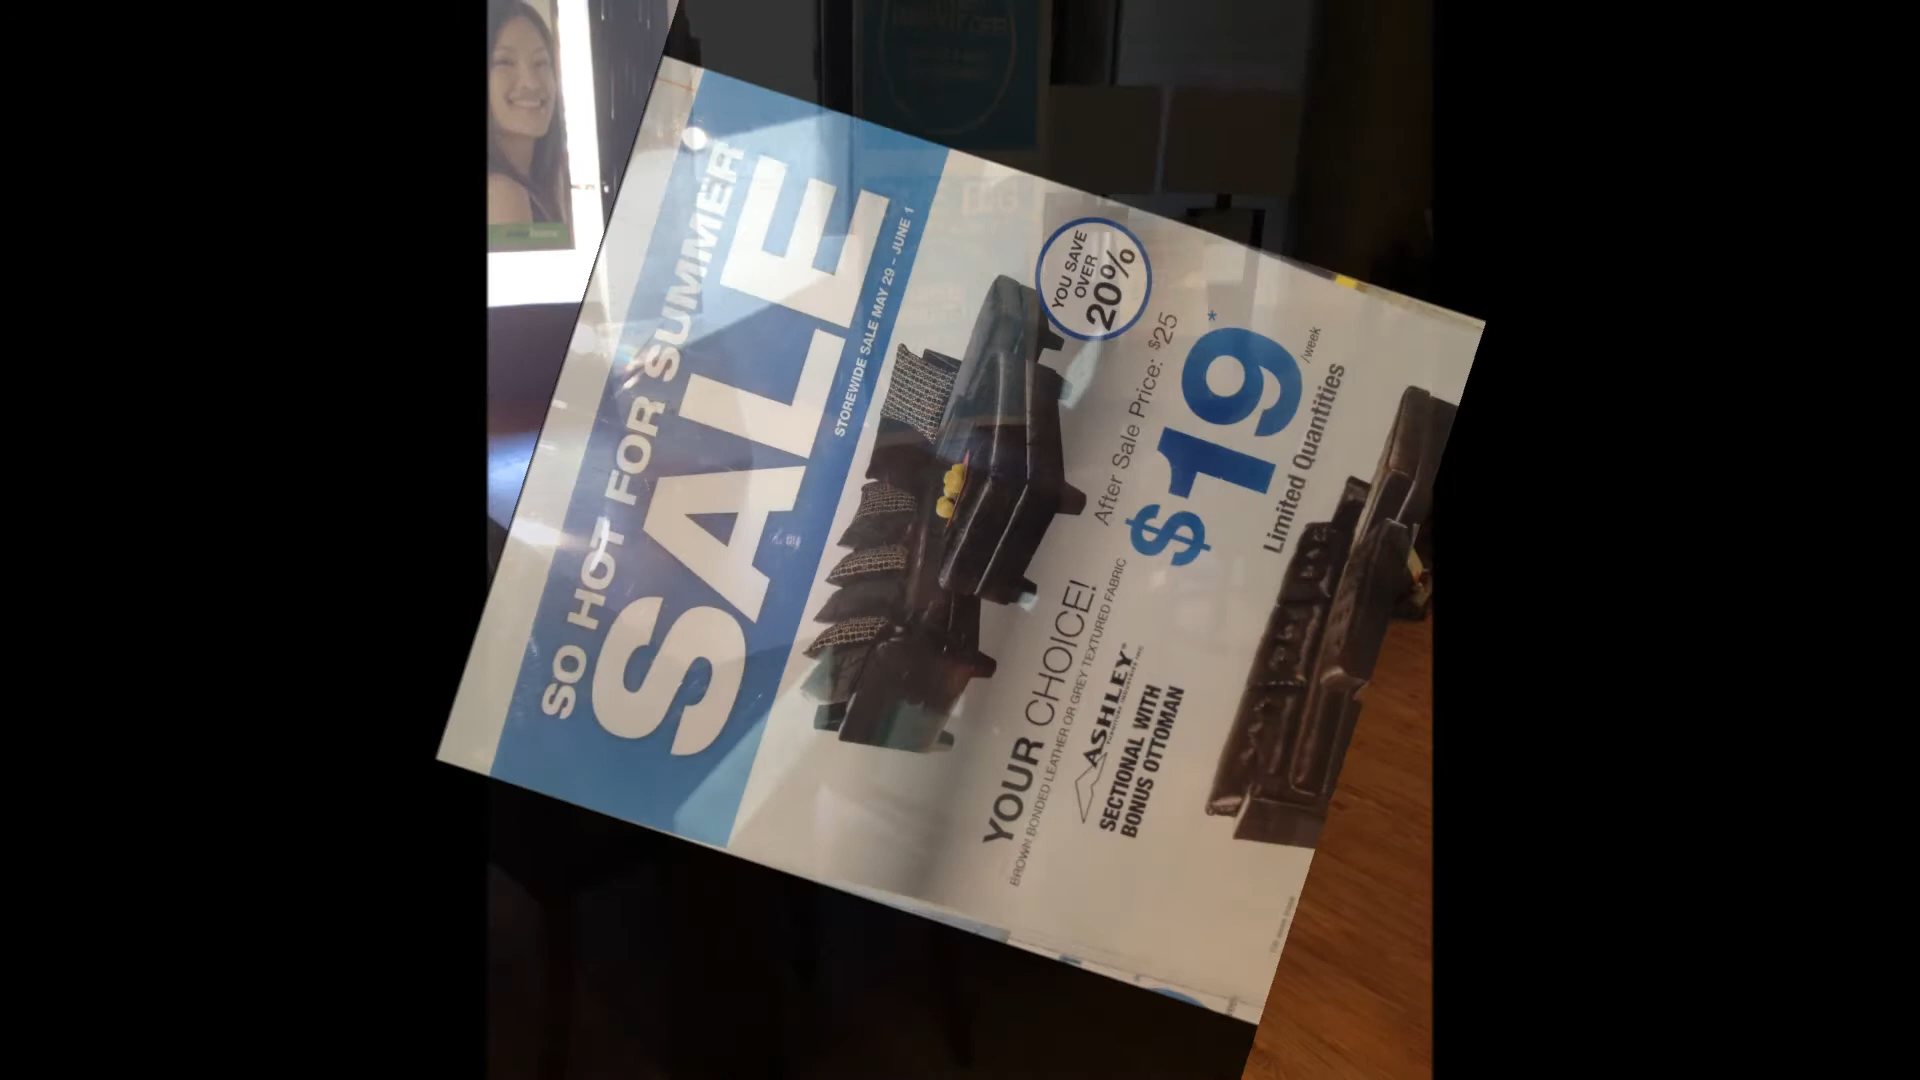 SO HOT FOR SUMMER
SALE
STOREWIDE SALE MAY 29 - JUNE 1
YOU SAVE
OVER
20%
YOUR CHOICE!
BROWN BONDED LEATHER OR GREY TEXTURED FABRIC
ASHLEY
SECTIONAL WITH
BONUS OTTOMAN
After Sale Price: $25
$19*
/week
Limited Quantities